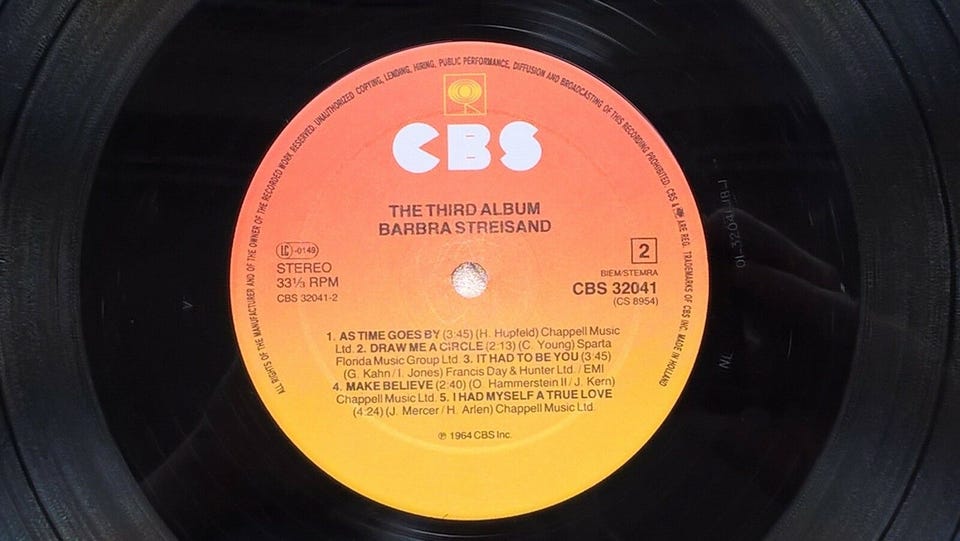 ALL RIGHTS OF THE MANUFACTURER AND OF THE OWNER OF THE RECORDED WORK RESERVED. UNAUTHORIZED COPYING, LENDING, HIRING, PUBLIC PERFORMANCE, DIFFUSION AND BROADCASTING OF THIS RECORDING PROHIBITED. CBS & ARE REG. TRADEMARKS OF CBS INC. MADE IN HOLLAND
CBS
THE THIRD ALBUM
BARBRA STREISAND
LC-0149
STEREO
33⅓ RPM
CBS 32041-2
2
BIEM/STEMRA
CBS 32041
(CS 8954)
1. AS TIME GOES BY (3:45) (H. Hupfeld) Chappell Music
Ltd. 2. DRAW ME A CIRCLE (2:13) (C. Young) Sparta
Florida Music Group Ltd. 3. IT HAD TO BE YOU (3:45)
(G. Kahn / I. Jones) Francis Day & Hunter Ltd. / EMI
4. MAKE BELIEVE (2:40) (O. Hammerstein II / J. Kern)
Chappell Music Ltd. 5. I HAD MYSELF A TRUE LOVE
(4:24) (J. Mercer / H. Arlen) Chappell Music Ltd.
℗ 1964 CBS Inc.
NL